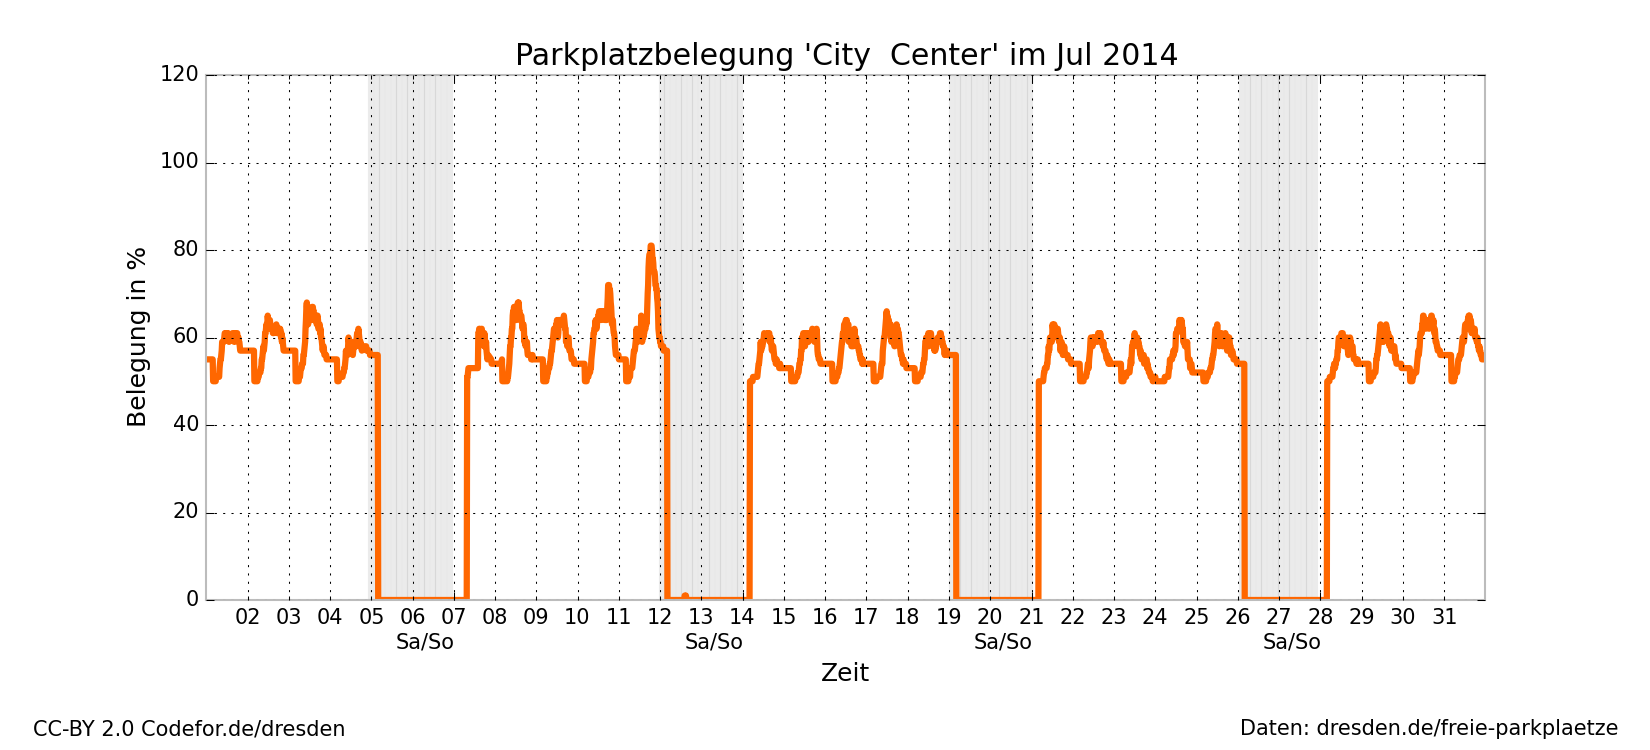 Parkplatzbelegung 'City  Center' im Jul 2014
120
100
80
60
40
20
0
Belegung in %
02 03 04 05 06 07 08 09 10 11 12 13 14 15 16 17 18 19 20 21 22 23 24 25 26 27 28 29 30 31
Sa/So Sa/So Sa/So Sa/So
Zeit
CC-BY 2.0 Codefor.de/dresden
Daten: dresden.de/freie-parkplaetze